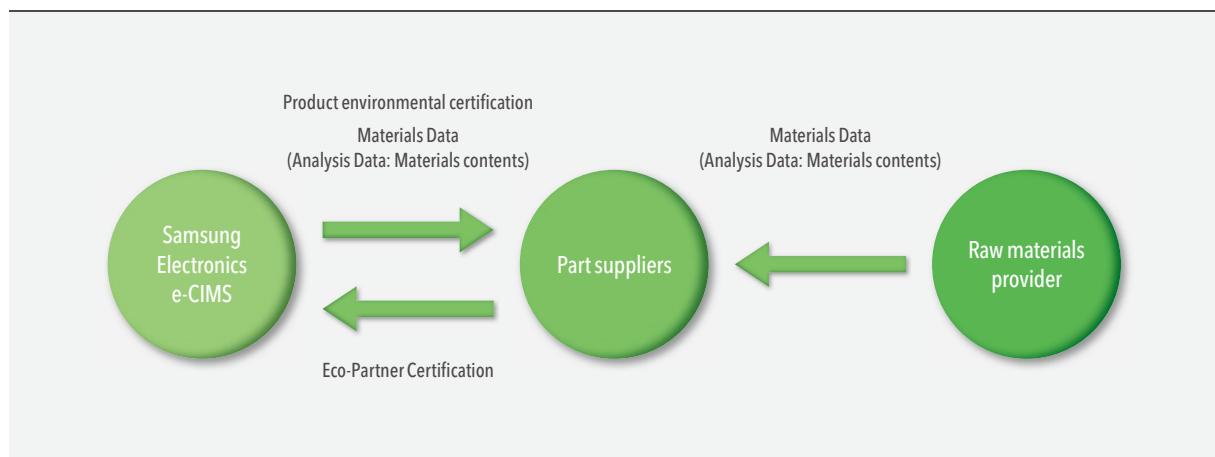 Product environmental certification
Materials Data
(Analysis Data: Materials contents)
Materials Data
(Analysis Data: Materials contents)
Samsung
Electronics
e-CIMS
Part suppliers
Raw materials
provider
Eco-Partner Certification